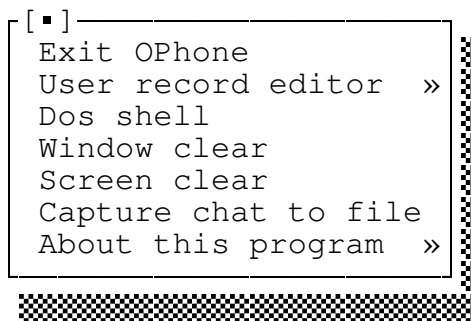 [▪]
Exit OPhone
User record editor »
Dos shell
Window clear
Screen clear
Capture chat to file
About this program »